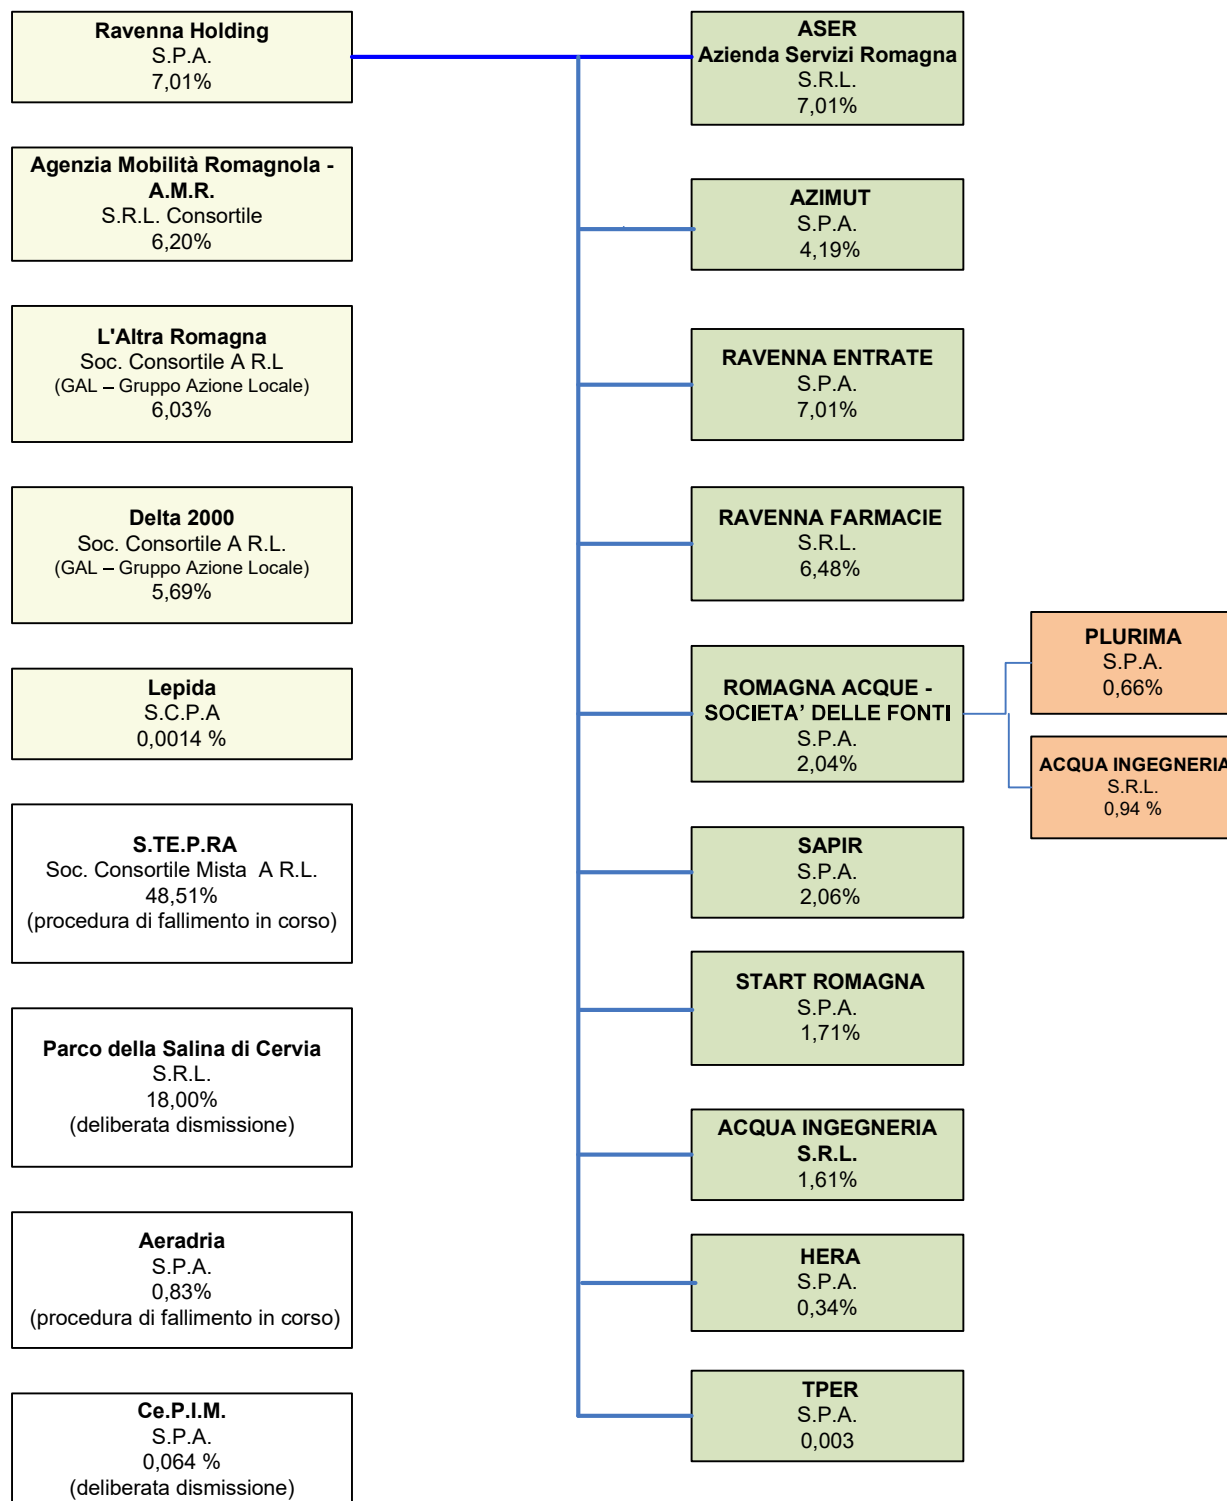 Ravenna Holding
S.P.A.
7,01%
Agenzia Mobilità Romagnola -
A.M.R.
S.R.L. Consortile
6,20%
L'Altra Romagna
Soc. Consortile A R.L
(GAL – Gruppo Azione Locale)
6,03%
Delta 2000
Soc. Consortile A R.L.
(GAL – Gruppo Azione Locale)
5,69%
Lepida
S.C.P.A
0,0014 %
S.TE.P.RA
Soc. Consortile Mista A R.L.
48,51%
(procedura di fallimento in corso)
Parco della Salina di Cervia
S.R.L.
18,00%
(deliberata dismissione)
Aeradria
S.P.A.
0,83%
(procedura di fallimento in corso)
Ce.P.I.M.
S.P.A.
0,064 %
(deliberata dismissione)
ASER
Azienda Servizi Romagna
S.R.L.
7,01%
AZIMUT
S.P.A.
4,19%
RAVENNA ENTRATE
S.P.A.
7,01%
RAVENNA FARMACIE
S.R.L.
6,48%
ROMAGNA ACQUE -
SOCIETA’ DELLE FONTI
S.P.A.
2,04%
SAPIR
S.P.A.
2,06%
START ROMAGNA
S.P.A.
1,71%
ACQUA INGEGNERIA
S.R.L.
1,61%
HERA
S.P.A.
0,34%
TPER
S.P.A.
0,003
PLURIMA
S.P.A.
0,66%
ACQUA INGEGNERIA
S.R.L.
0,94 %